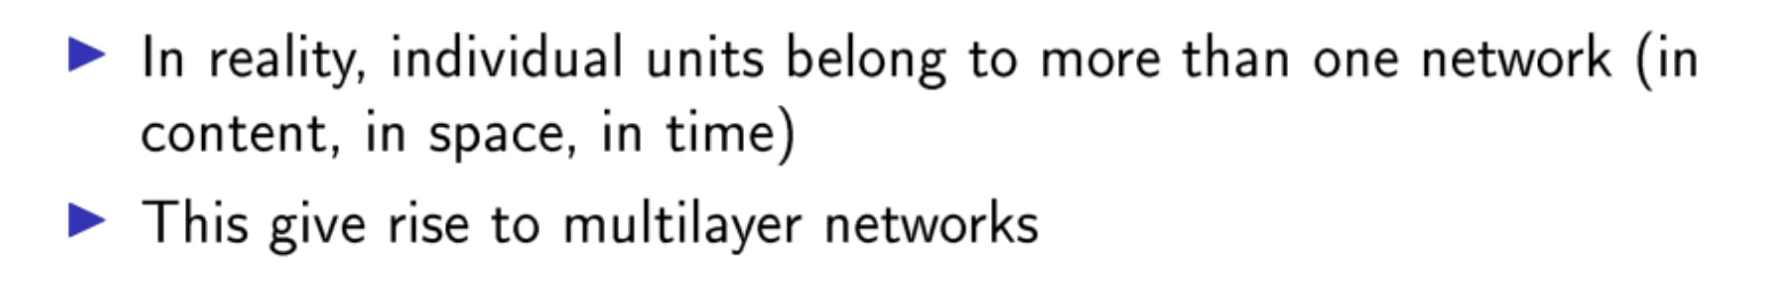 ▶ In reality, individual units belong to more than one network (in
content, in space, in time)
▶ This give rise to multilayer networks